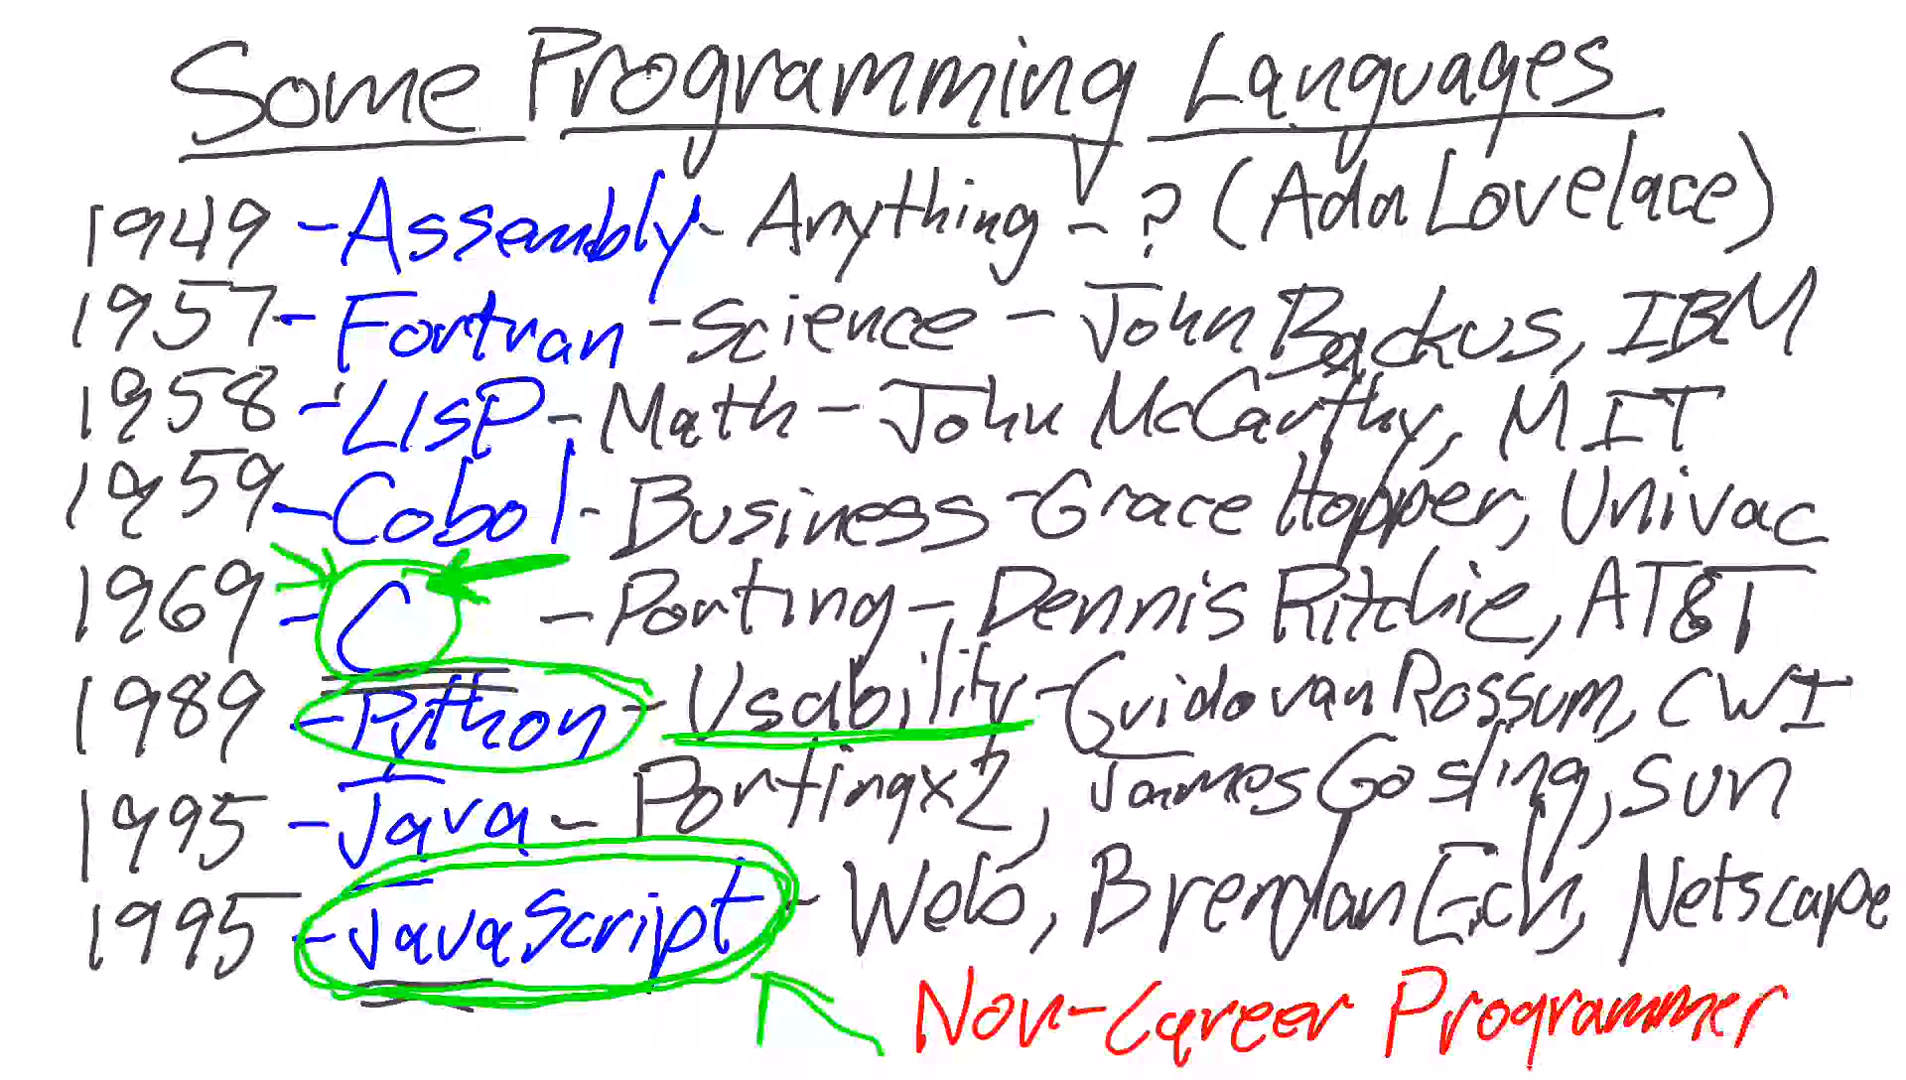 Some Programming Languages
1949 - Assembly - Anything - ? (Ada Lovelace)
1957 - Fortran - Science - John Backus, IBM
1958 - LISP - Math - John McCarthy, MIT
1959 - Cobol - Business - Grace Hopper, Univac
1969 - C - Porting - Dennis Ritchie, AT&T
1989 - Python - Usability - Guido van Rossum, CWI
1995 - Java - Porting x2, James Gosling, Sun
1995 - JavaScript - Web, Brendan Eich, Netscape
Non-Career Programmer